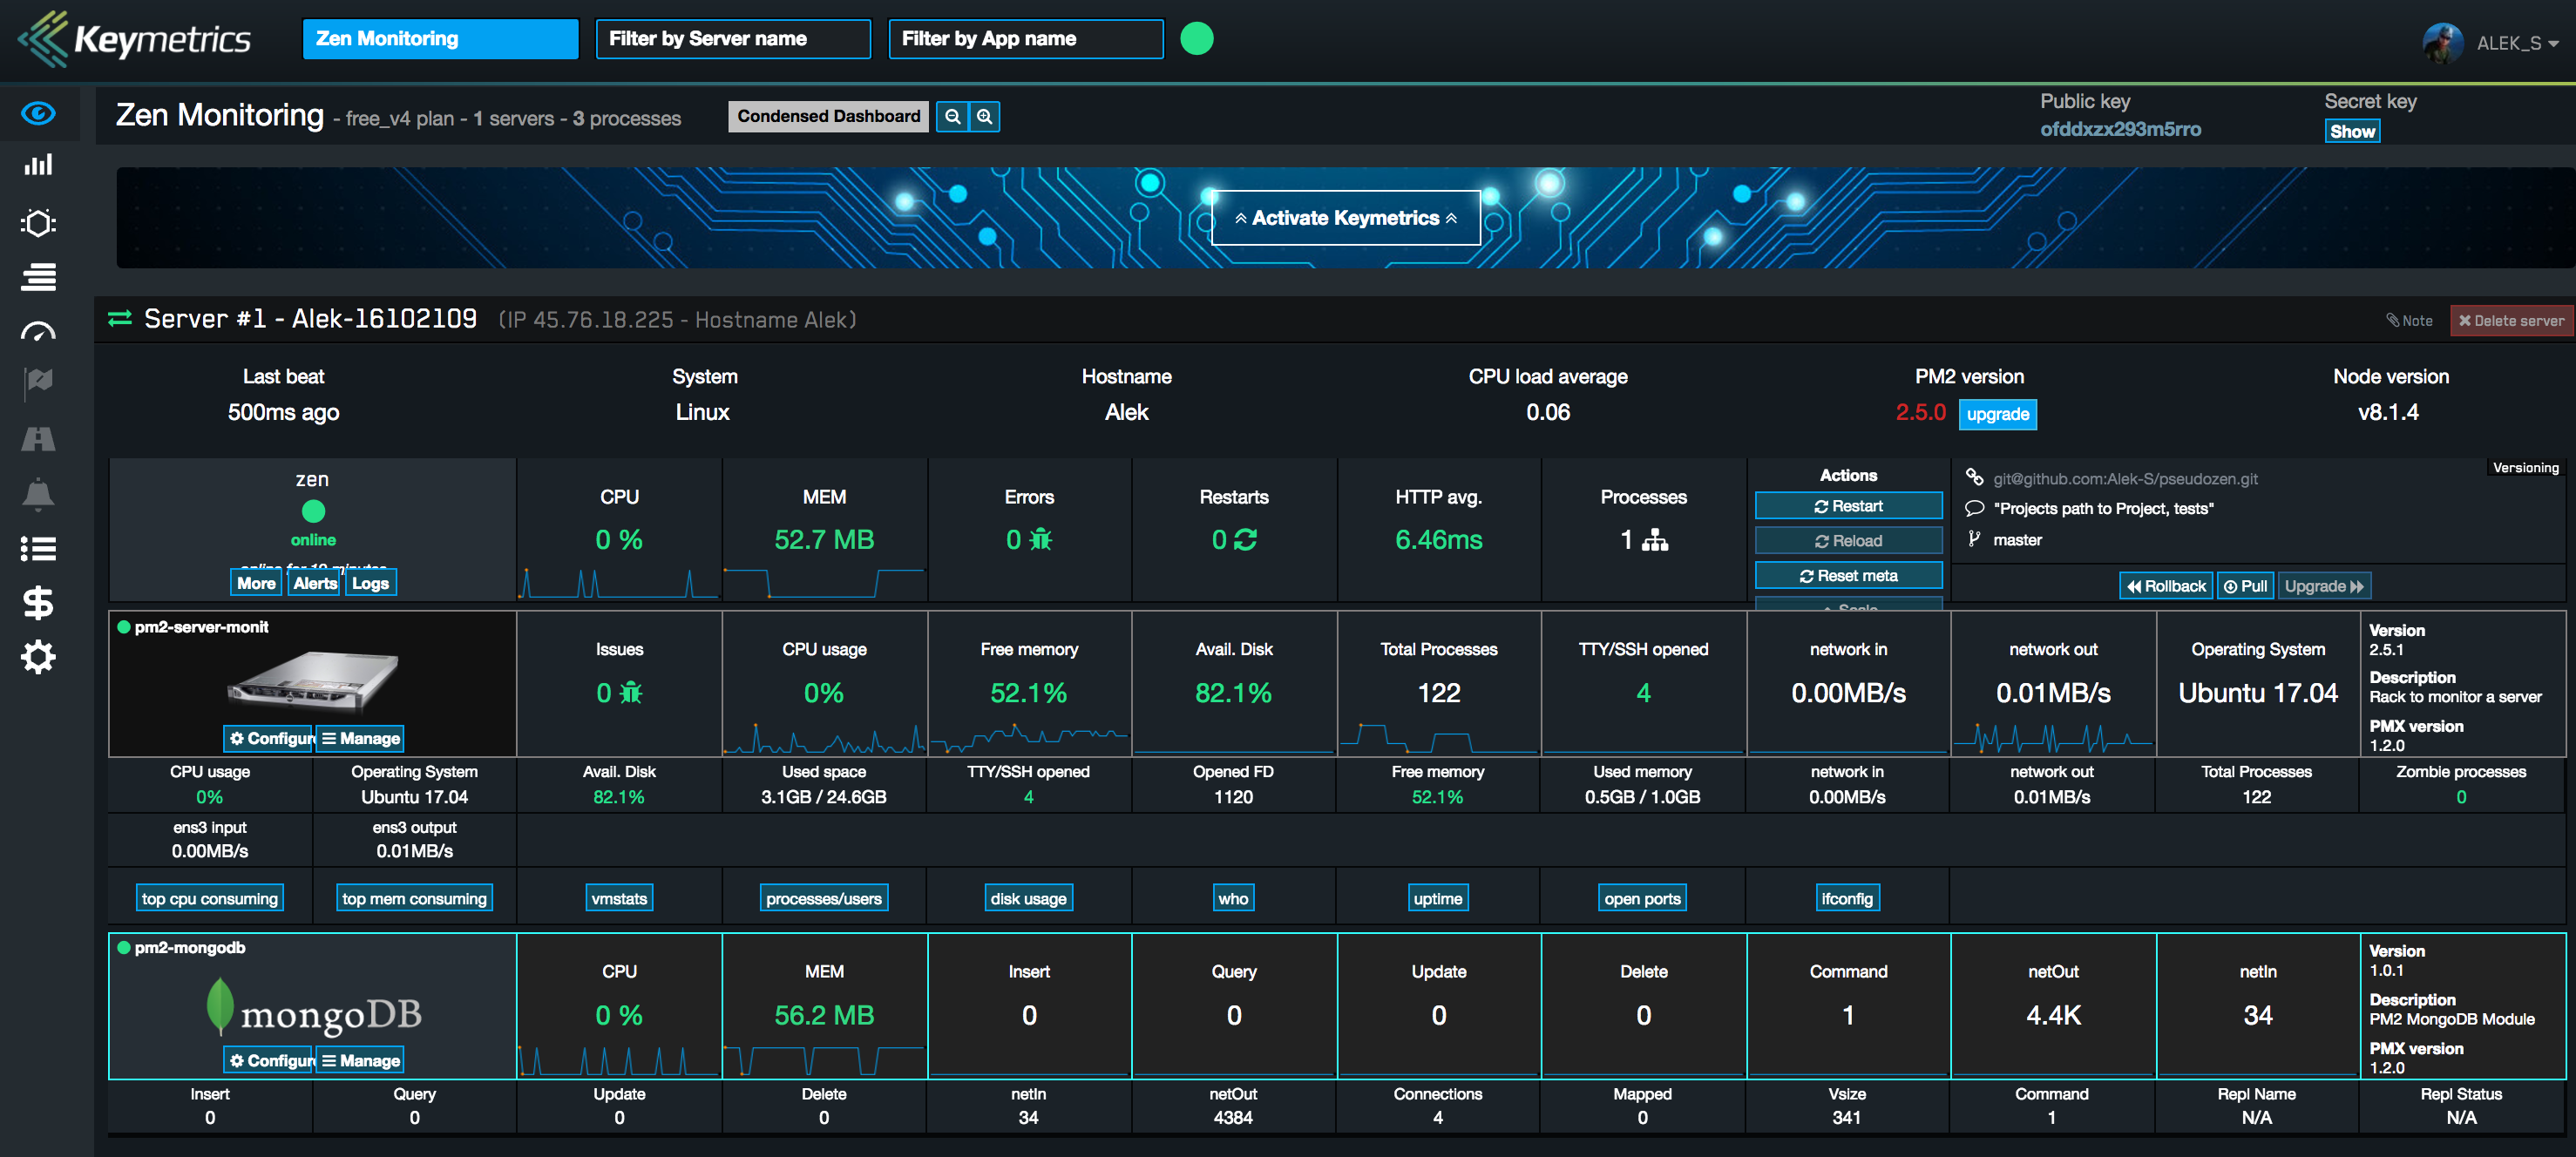 Keymetrics
Zen Monitoring
Filter by Server name
Filter by App name
ALEK_S
Zen Monitoring - free_v4 plan - 1 servers - 3 processes
Condensed Dashboard
Public key
ofddxzx293m5rro
Secret key
Show
Activate Keymetrics
Server #1 - Alek-16102109 (IP 45.76.18.225 - Hostname Alek)
Note
Delete server
Last beat
500ms ago
System
Linux
Hostname
Alek
CPU load average
0.06
PM2 version
2.5.0 upgrade
Node version
v8.1.4
zen
online
online for 19 minutes
More Alerts Logs
CPU
0 %
MEM
52.7 MB
Errors
0
Restarts
0
HTTP avg.
6.46ms
Processes
1
Actions
Restart
Reload
Reset meta
Scale
Versioning
git@github.com:Alek-S/pseudozen.git
"Projects path to Project, tests"
master
Rollback Pull Upgrade
pm2-server-monit
Configur Manage
Issues
0
CPU usage
0%
Free memory
52.1%
Avail. Disk
82.1%
Total Processes
122
TTY/SSH opened
4
network in
0.00MB/s
network out
0.01MB/s
Operating System
Ubuntu 17.04
Version
2.5.1
Description
Rack to monitor a server
PMX version
1.2.0
CPU usage
0%
Operating System
Ubuntu 17.04
Avail. Disk
82.1%
Used space
3.1GB / 24.6GB
TTY/SSH opened
4
Opened FD
1120
Free memory
52.1%
Used memory
0.5GB / 1.0GB
network in
0.00MB/s
network out
0.01MB/s
Total Processes
122
Zombie processes
0
ens3 input
0.00MB/s
ens3 output
0.01MB/s
top cpu consuming
top mem consuming
vmstats
processes/users
disk usage
who
uptime
open ports
ifconfig
pm2-mongodb
mongoDB
Configur Manage
CPU
0 %
MEM
56.2 MB
Insert
0
Query
0
Update
0
Delete
0
Command
1
netOut
4.4K
netIn
34
Version
1.0.1
Description
PM2 MongoDB Module
PMX version
1.2.0
Insert
0
Query
0
Update
0
Delete
0
netIn
34
netOut
4384
Connections
4
Mapped
0
Vsize
341
Command
1
Repl Name
N/A
Repl Status
N/A